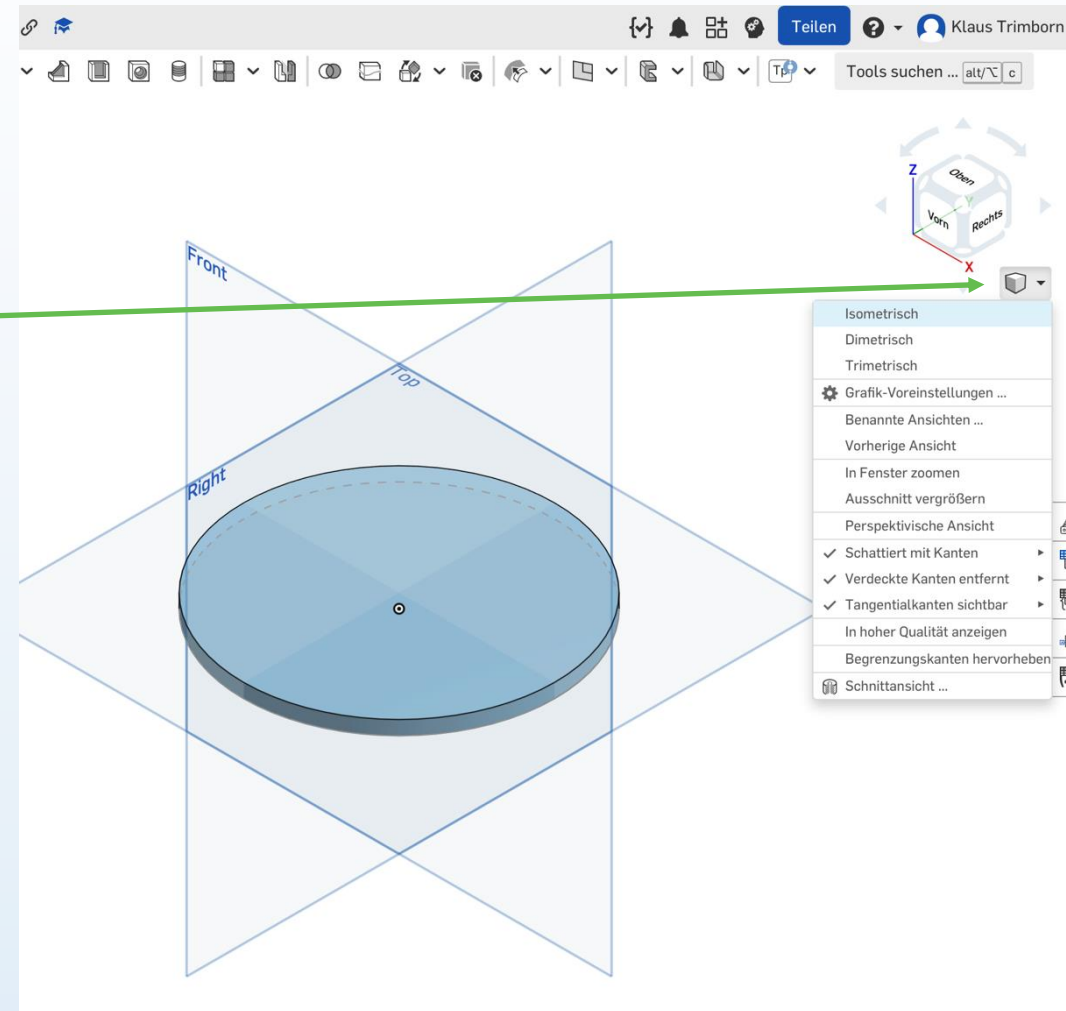 Teilen
Klaus Trimborn
Tp
Tools suchen ... alt/⌥ c
Z
Oben
Y
Vorn
Rechts
X
Front
Top
Right
Isometrisch
Dimetrisch
Trimetrisch
Grafik-Voreinstellungen ...
Benannte Ansichten ...
Vorherige Ansicht
In Fenster zoomen
Ausschnitt vergrößern
Perspektivische Ansicht
Schattiert mit Kanten
Verdeckte Kanten entfernt
Tangentialkanten sichtbar
In hoher Qualität anzeigen
Begrenzungskanten hervorheben
Schnittansicht ...